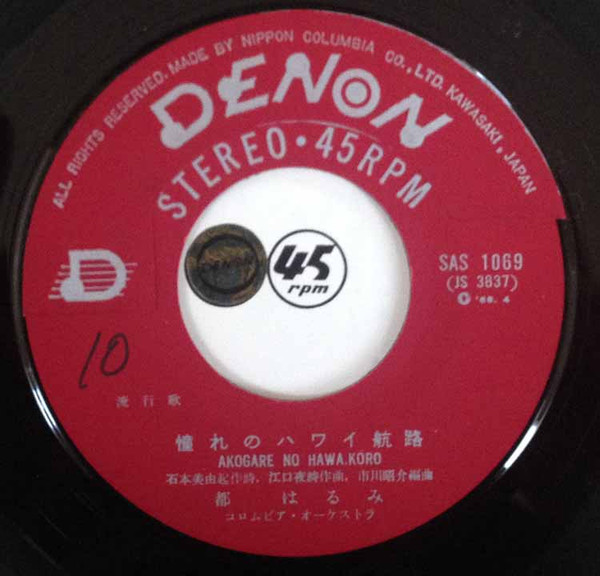 ALL RIGHTS RESERVED. MADE BY NIPPON COLUMBIA CO., LTD. KAWASAKI, JAPAN
DENON
STEREO・45RPM
45
rpm
SAS 1069
(JS 3837)
Ⓟ '68. 4
D
10
流行歌
憧れのハワイ航路
AKOGARE NO HAWA.KORO
石本美由起作詩, 江口夜詩作曲, 市川昭介編曲
都 はるみ
コロムビア・オーケストラ